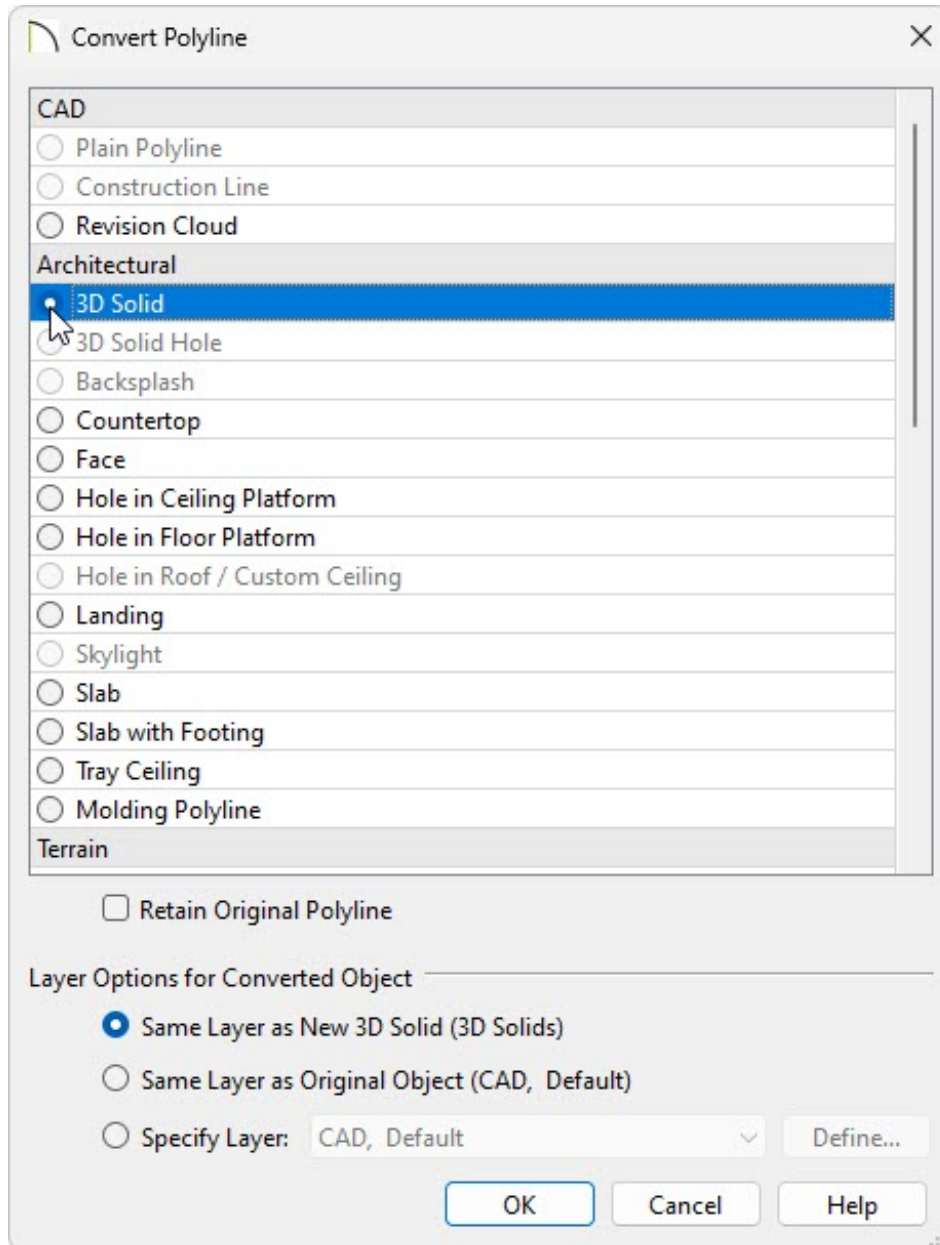 Convert Polyline
CAD
Plain Polyline
Construction Line
Revision Cloud
Architectural
3D Solid
3D Solid Hole
Backsplash
Countertop
Face
Hole in Ceiling Platform
Hole in Floor Platform
Hole in Roof / Custom Ceiling
Landing
Skylight
Slab
Slab with Footing
Tray Ceiling
Molding Polyline
Terrain
Retain Original Polyline
Layer Options for Converted Object
Same Layer as New 3D Solid (3D Solids)
Same Layer as Original Object (CAD,  Default)
Specify Layer: CAD,  Default Define...
OK Cancel Help